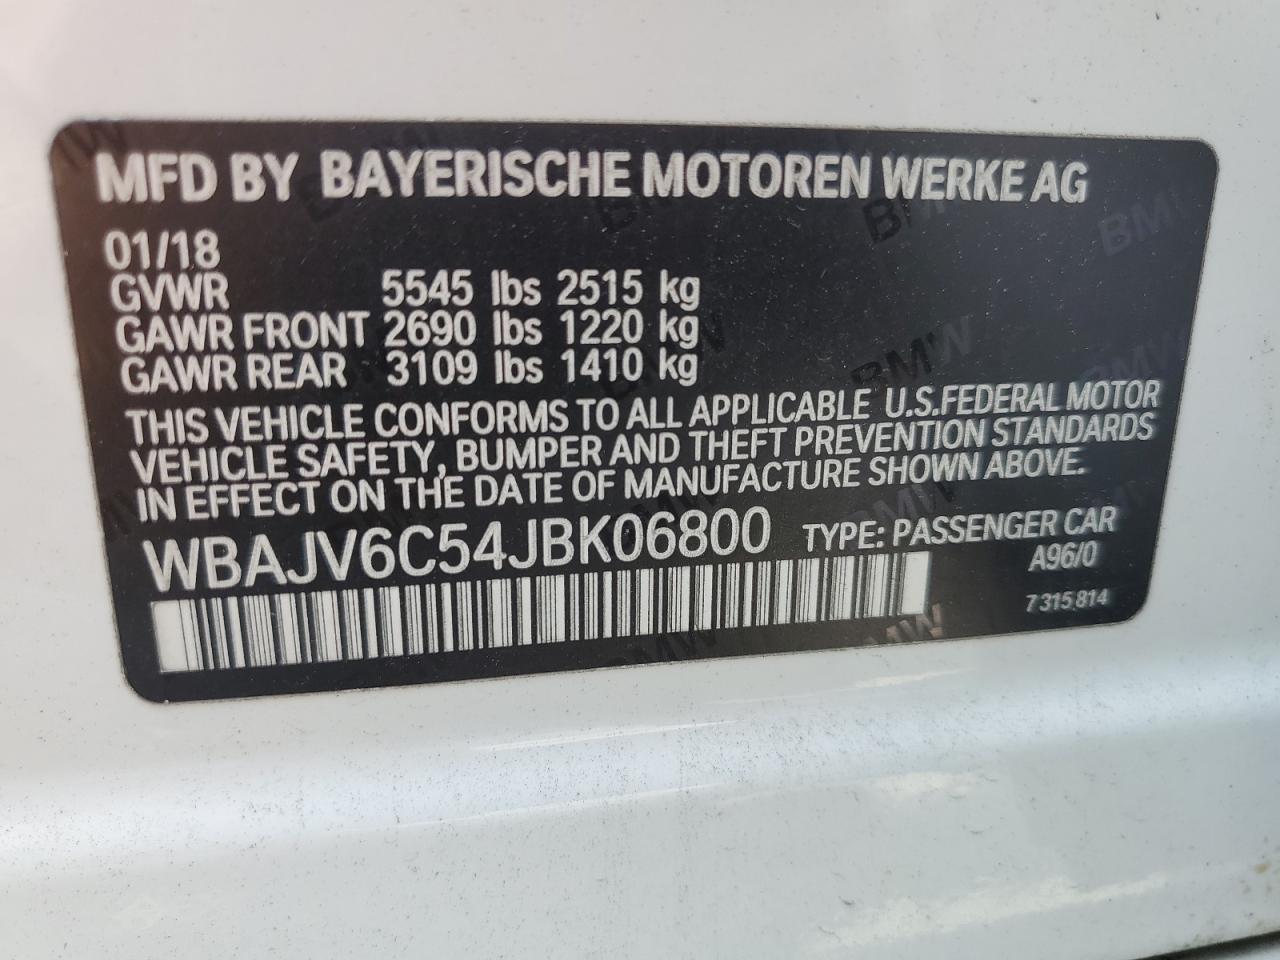 MFD BY BAYERISCHE MOTOREN WERKE AG
01/18
GVWR 5545 lbs 2515 kg
GAWR FRONT 2690 lbs 1220 kg
GAWR REAR 3109 lbs 1410 kg
THIS VEHICLE CONFORMS TO ALL APPLICABLE U.S.FEDERAL MOTOR
VEHICLE SAFETY, BUMPER AND THEFT PREVENTION STANDARDS
IN EFFECT ON THE DATE OF MANUFACTURE SHOWN ABOVE.
WBAJV6C54JBK06800 TYPE: PASSENGER CAR
A96/0
7 315 814